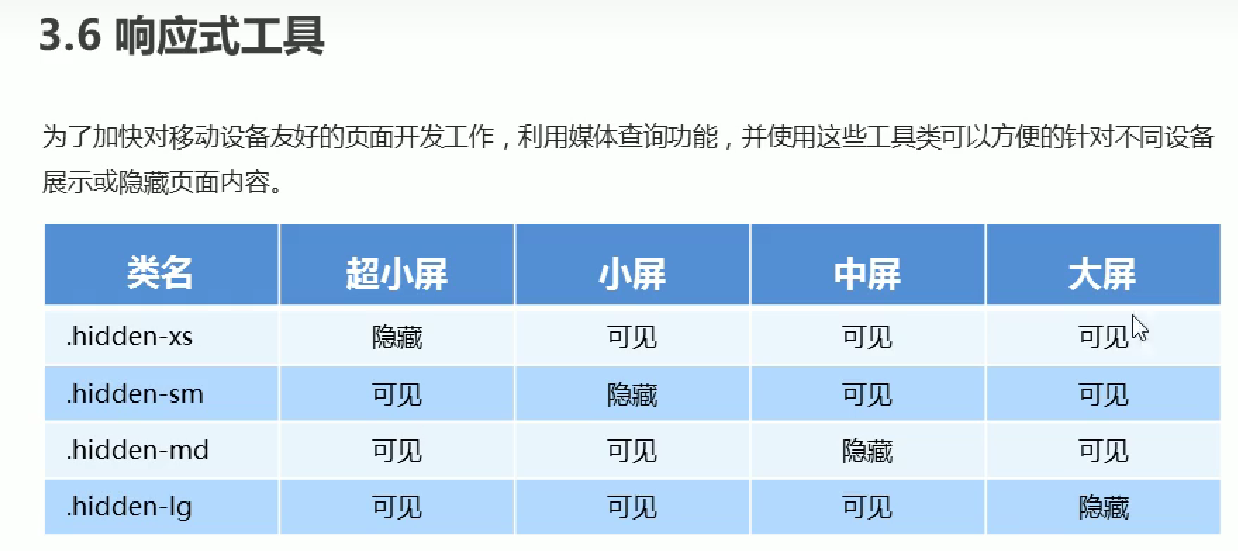 3.6 响应式工具
为了加快对移动设备友好的页面开发工作，利用媒体查询功能，并使用这些工具类可以方便的针对不同设备
展示或隐藏页面内容。
类名 超小屏 小屏 中屏 大屏
.hidden-xs 隐藏 可见 可见 可见
.hidden-sm 可见 隐藏 可见 可见
.hidden-md 可见 可见 隐藏 可见
.hidden-lg 可见 可见 可见 隐藏